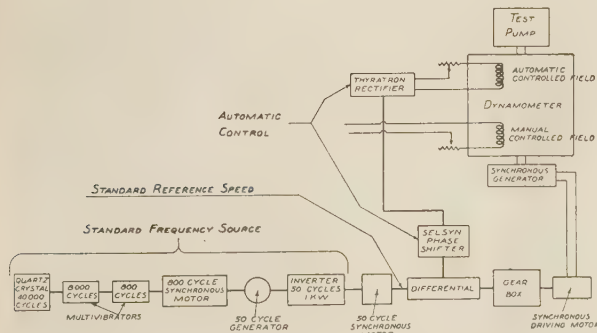 TEST
PUMP
THYRATRON
RECTIFIER
AUTOMATIC
CONTROLLED FIELD
DYNAMOMETER
AUTOMATIC
CONTROL
MANUAL
CONTROLLED FIELD
SYNCHRONOUS
GENERATOR
STANDARD REFERENCE SPEED
STANDARD FREQUENCY SOURCE
SELSYN
PHASE
SHIFTER
QUARTZ
CRYSTAL
40000
CYCLES
8000
CYCLES
800
CYCLES
800 CYCLE
SYNCHRONOUS
MOTOR
INVERTER
50 CYCLES
1 KW
DIFFERENTIAL
GEAR
BOX
MULTIVIBRATORS
50 CYCLE
GENERATOR
50 CYCLE
SYNCHRONOUS
SYNCHRONOUS
DRIVING MOTOR